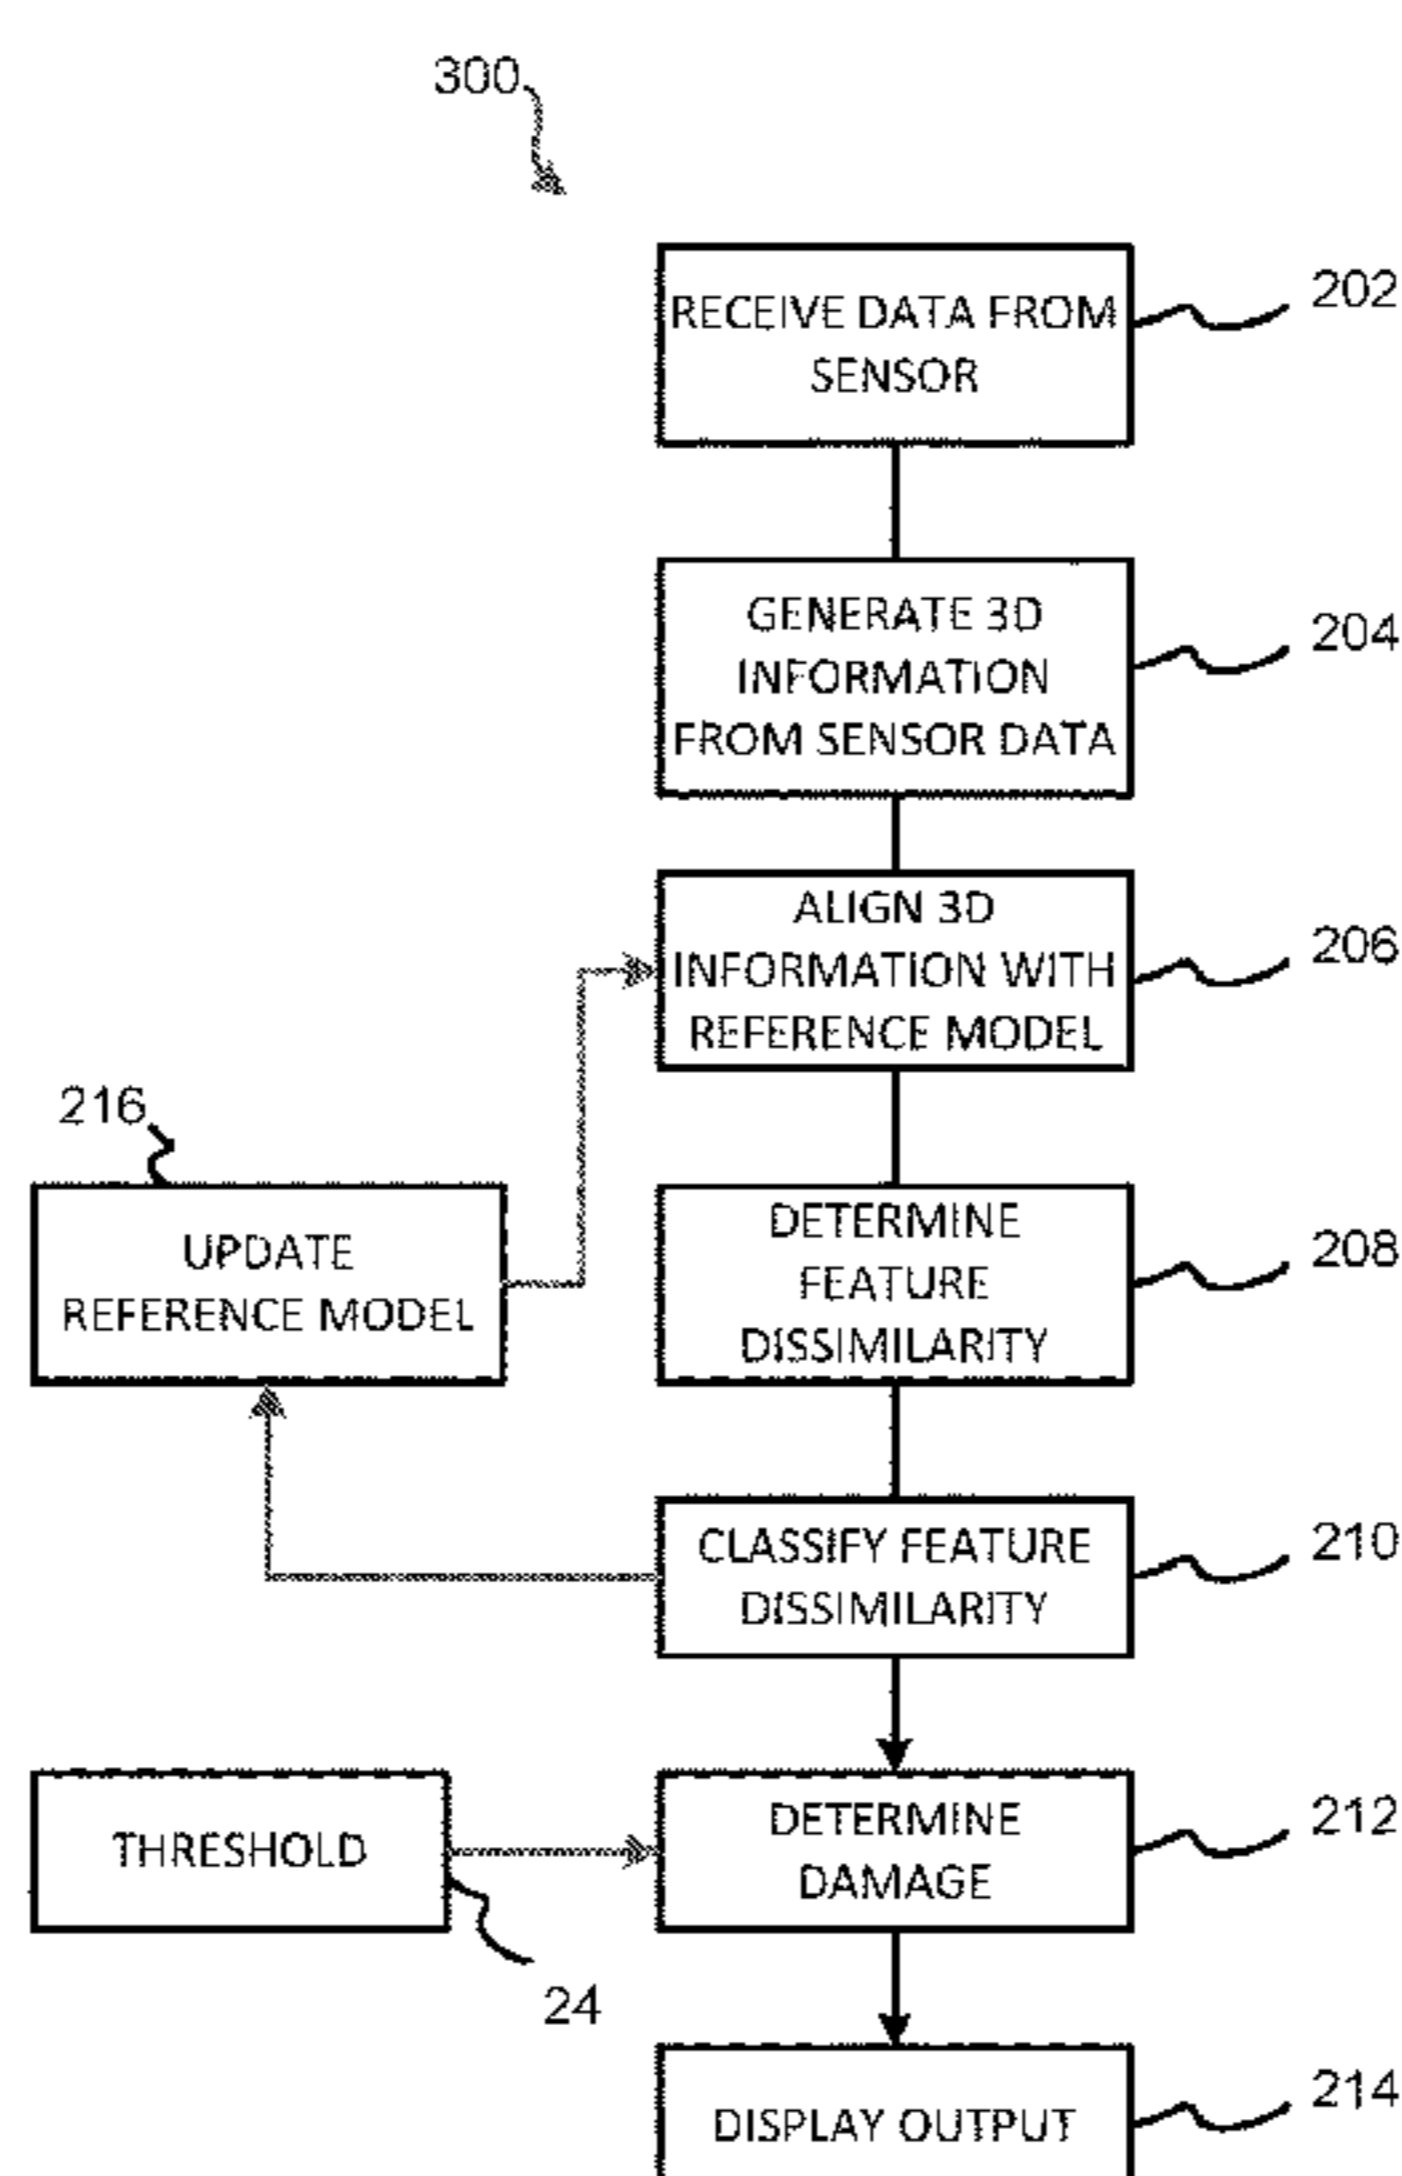 300
RECEIVE DATA FROM
SENSOR
202
GENERATE 3D
INFORMATION
FROM SENSOR DATA
204
ALIGN 3D
INFORMATION WITH
REFERENCE MODEL
206
216
UPDATE
REFERENCE MODEL
DETERMINE
FEATURE
DISSIMILARITY
208
CLASSIFY FEATURE
DISSIMILARITY
210
THRESHOLD
24
DETERMINE
DAMAGE
212
DISPLAY OUTPUT
214